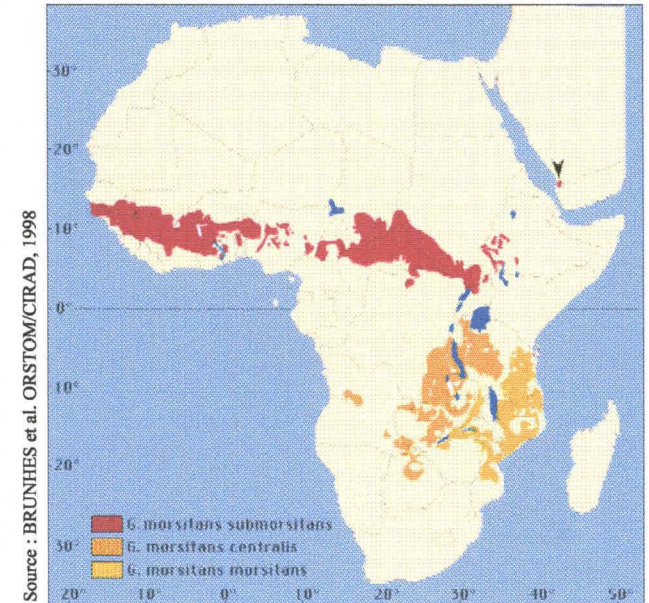 Source : BRUNHES et al. ORSTOM/CIRAD, 1998
30°
20°
10°
0°
10°
20°
30°
G. morsitans submorsitans
G. morsitans centralis
G. morsitans morsitans
20° 10° 0° 10° 20° 30° 40° 50°